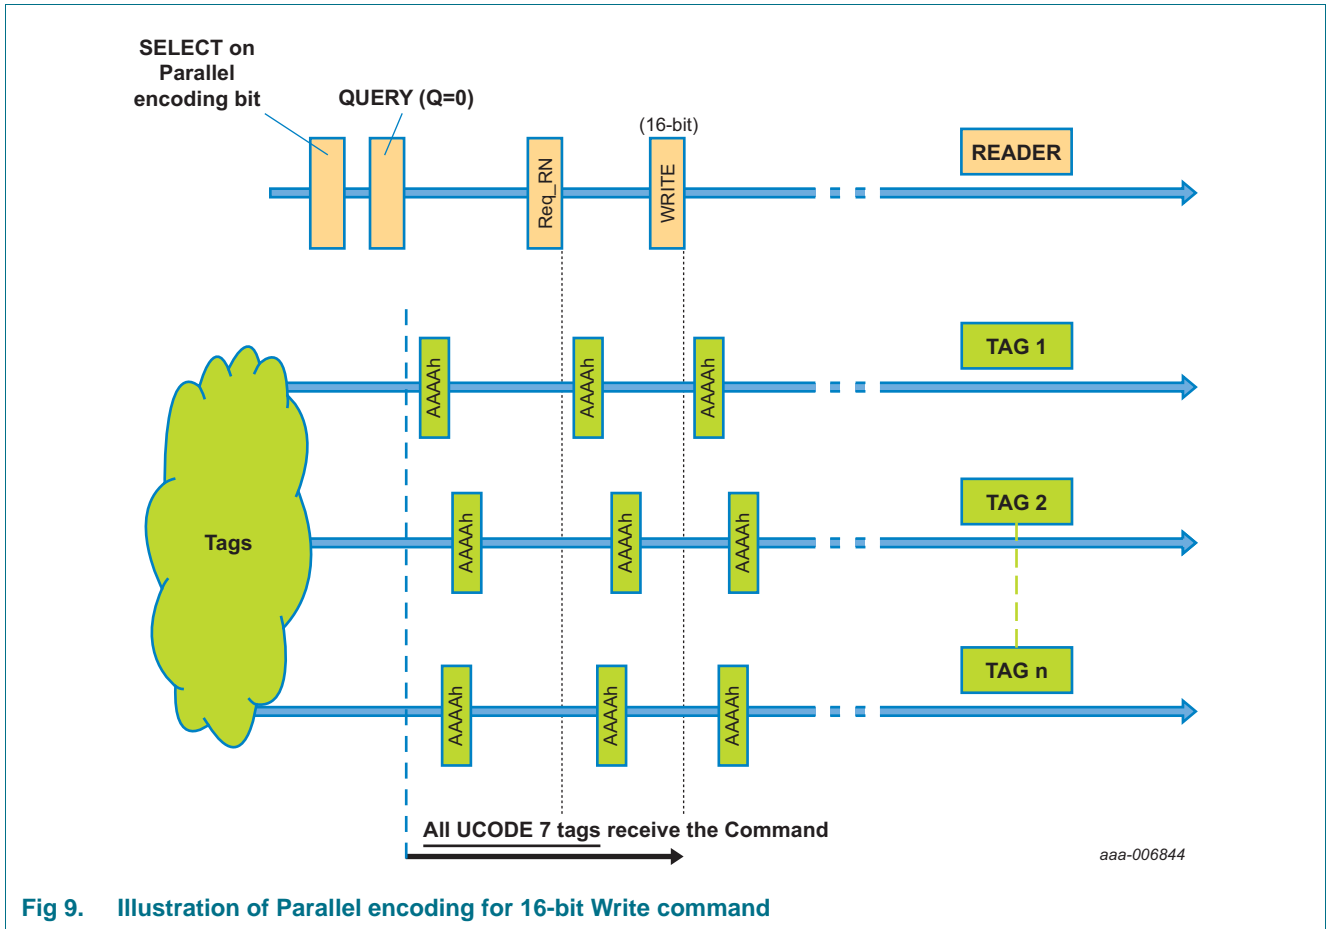 SELECT on
Parallel
encoding bit
QUERY (Q=0)
(16-bit)
READER
Req_RN
WRITE
TAG 1
AAAAh
AAAAh
AAAAh
TAG 2
Tags
AAAAh
AAAAh
AAAAh
TAG n
AAAAh
AAAAh
AAAAh
All UCODE 7 tags receive the Command
aaa-006844
Fig 9. Illustration of Parallel encoding for 16-bit Write command